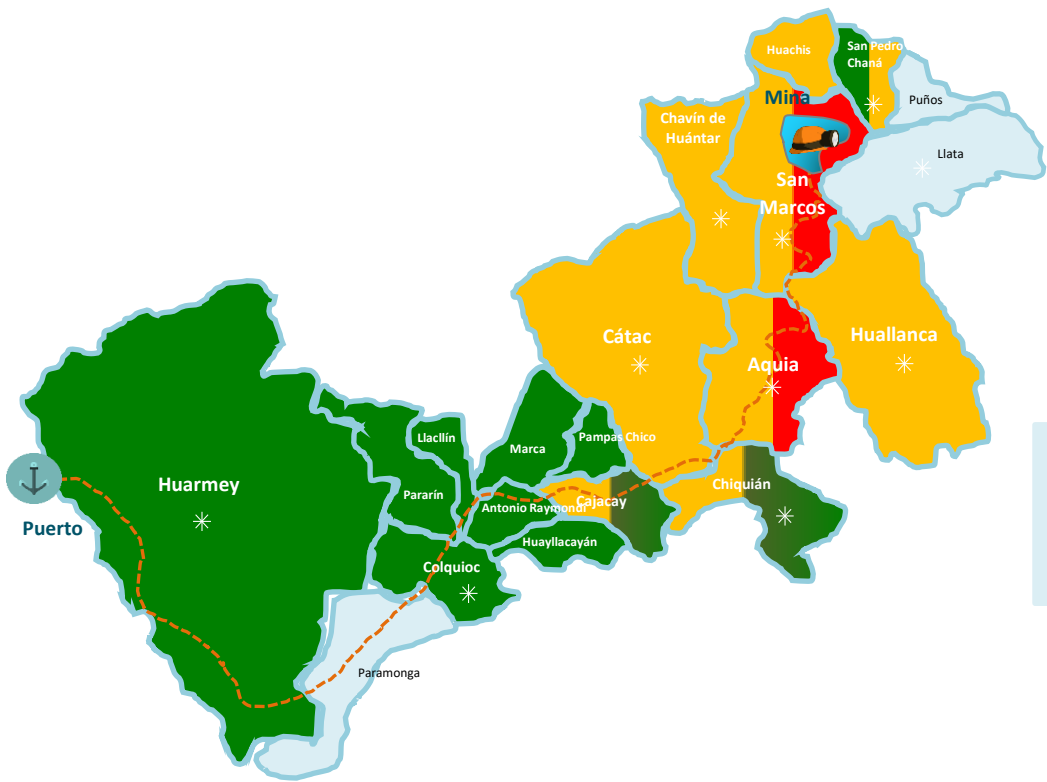 Huachis
San Pedro
Chaná
Mina
Puños
Chavín de
Huántar
Llata
San
Marcos
Cátac
Huallanca
Aquia
Llacllín
Marca
Pampas Chico
Huarmey
Chiquián
Pararín
Cajacay
Antonio Raymondi
Puerto
Huayllacayán
Colquioc
Paramonga